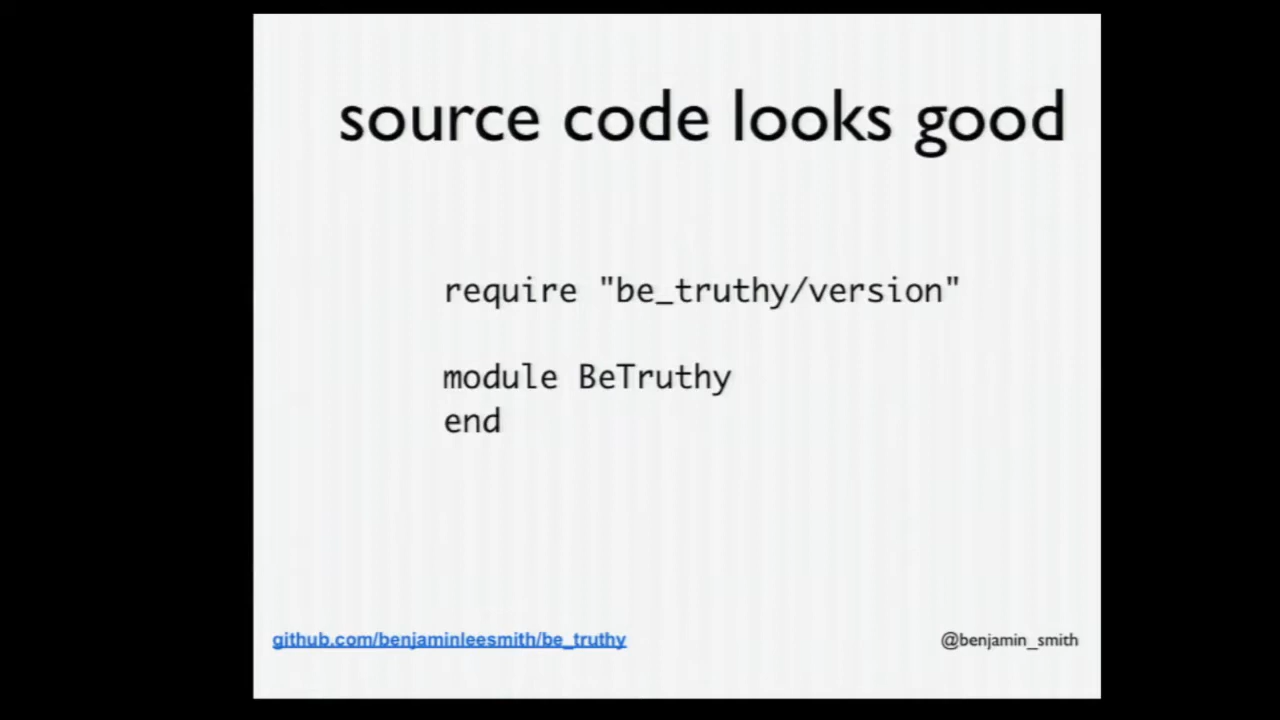 source code looks good
require "be_truthy/version"
module BeTruthy
end
github.com/benjaminleesmith/be_truthy
@benjamin_smith